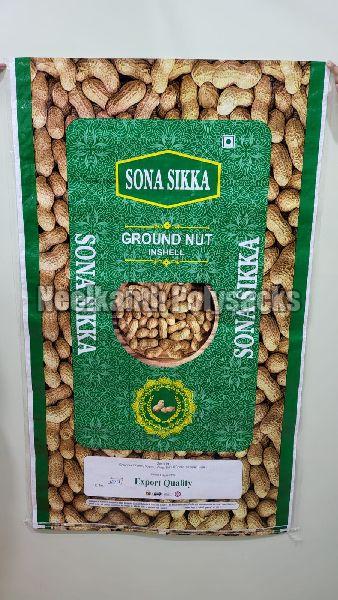 SONA SIKKA
GROUND NUT
INSHELL
SONA SIKKA
SONA SIKKA
Neelkanth Polysacks
Export Quality